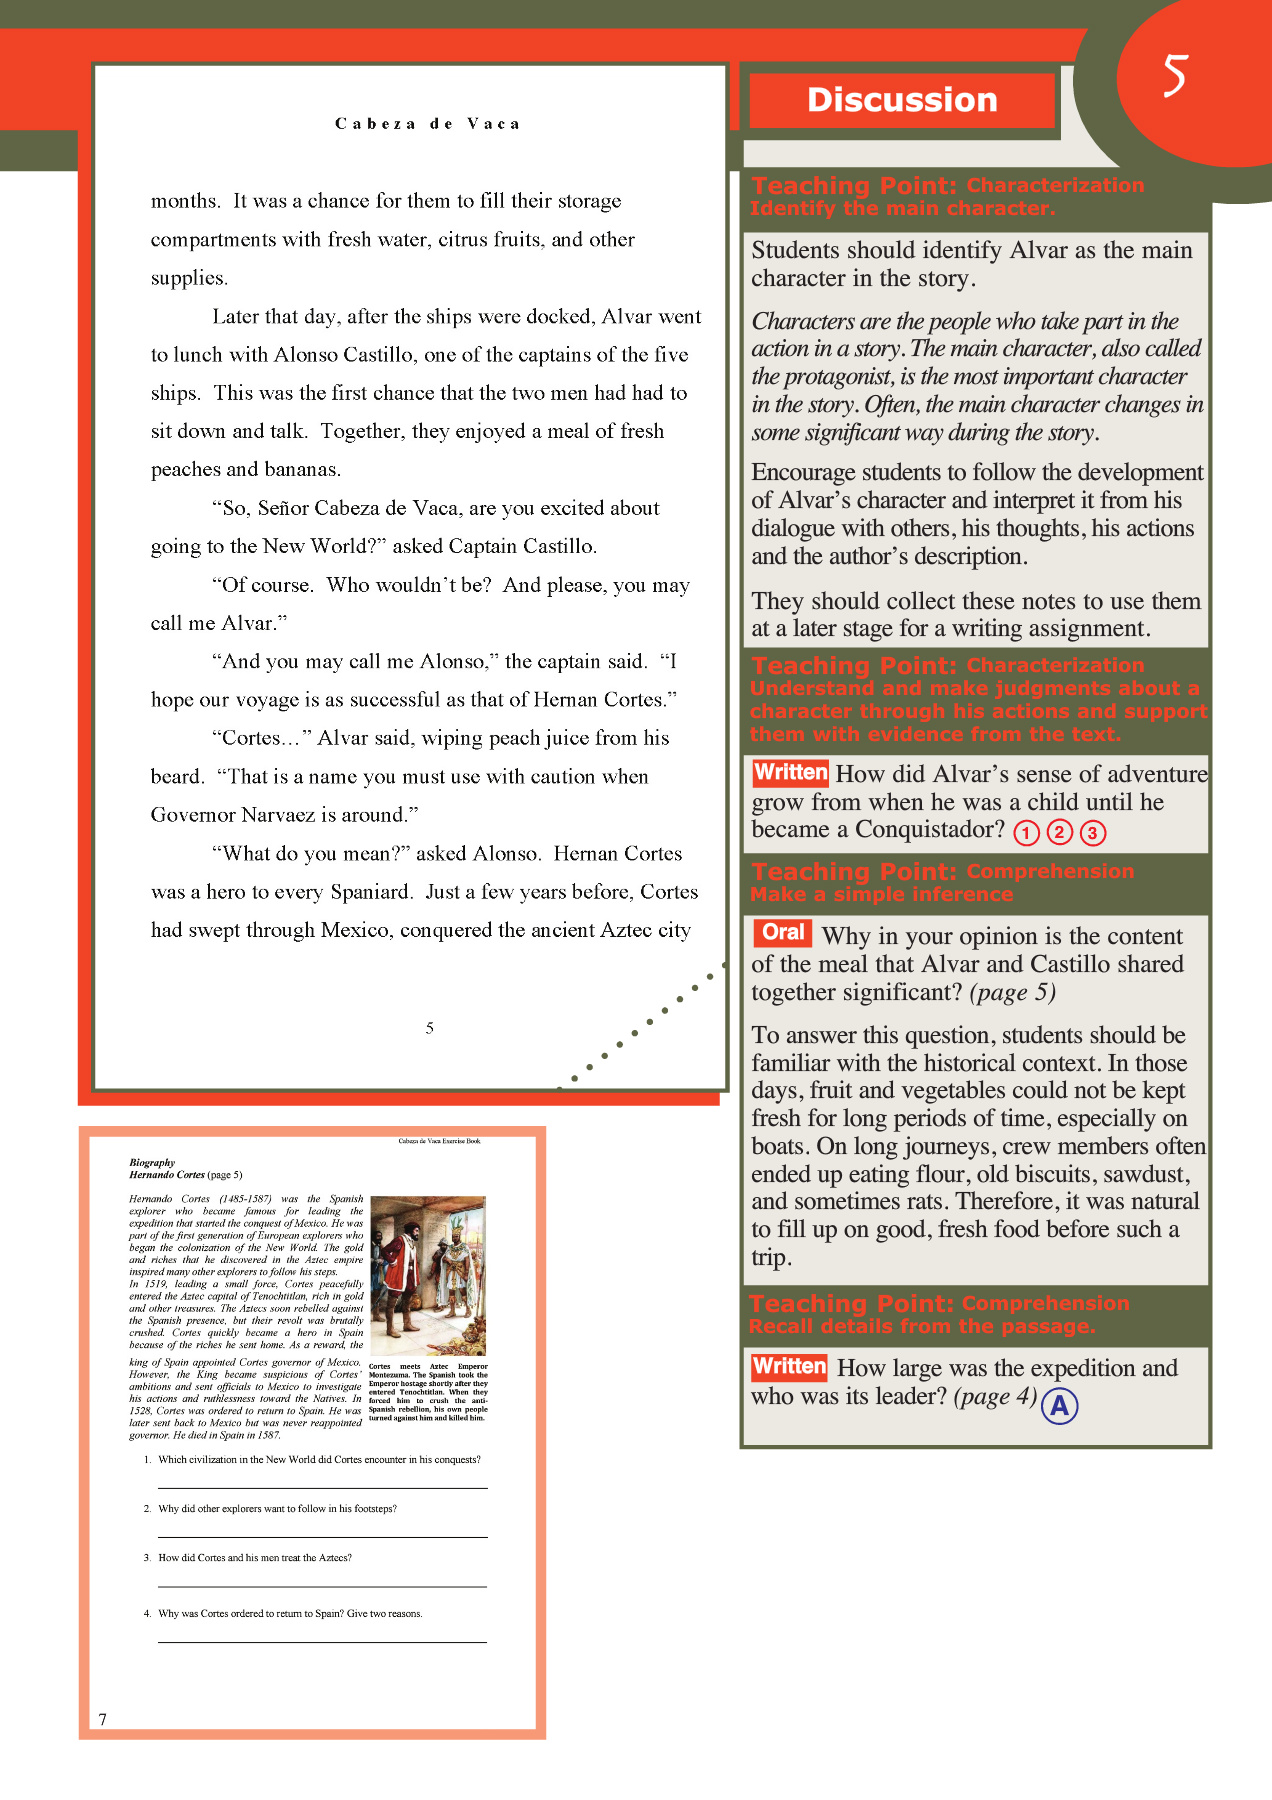 5
Cabeza de Vaca
months.  It was a chance for them to fill their storage
compartments with fresh water, citrus fruits, and other
supplies.
Later that day, after the ships were docked, Alvar went
to lunch with Alonso Castillo, one of the captains of the five
ships.  This was the first chance that the two men had had to
sit down and talk.  Together, they enjoyed a meal of fresh
peaches and bananas.
“So, Señor Cabeza de Vaca, are you excited about
going to the New World?” asked Captain Castillo.
“Of course.  Who wouldn’t be?  And please, you may
call me Alvar.”
“And you may call me Alonso,” the captain said.  “I
hope our voyage is as successful as that of Hernan Cortes.”
“Cortes…” Alvar said, wiping peach juice from his
beard.  “That is a name you must use with caution when
Governor Narvaez is around.”
“What do you mean?” asked Alonso.  Hernan Cortes
was a hero to every Spaniard.  Just a few years before, Cortes
had swept through Mexico, conquered the ancient Aztec city
5
Discussion
Teaching Point: Characterization
Identify the main character.
Students should identify Alvar as the main
character in the story.
Characters are the people who take part in the
action in a story. The main character, also called
the protagonist, is the most important character
in the story. Often, the main character changes in
some significant way during the story.
Encourage students to follow the development
of Alvar’s character and interpret it from his
dialogue with others, his thoughts, his actions
and the author’s description.
They should collect these notes to use them
at a later stage for a writing assignment.
Teaching Point: Characterization
Understand and make judgments about a
character through his actions and support
them with evidence from the text.
Written How did Alvar’s sense of adventure
grow from when he was a child until he
became a Conquistador? 1 2 3
Teaching Point: Comprehension
Make a simple inference
Oral Why in your opinion is the content
of the meal that Alvar and Castillo shared
together significant? (page 5)
To answer this question, students should be
familiar with the historical context. In those
days, fruit and vegetables could not be kept
fresh for long periods of time, especially on
boats. On long journeys, crew members often
ended up eating flour, old biscuits, sawdust,
and sometimes rats. Therefore, it was natural
to fill up on good, fresh food before such a
trip.
Teaching Point: Comprehension
Recall details from the passage.
Written How large was the expedition and
who was its leader? (page 4) A
Cabeza de Vaca Exercise Book
Biography
Hernando Cortes (page 5)
Hernando Cortes (1485-1587) was the Spanish
explorer who became famous for leading the
expedition that started the conquest of Mexico. He was
part of the first generation of European explorers who
began the colonization of the New World. The gold
and riches that he discovered in the Aztec empire
inspired many other explorers to follow his steps.
In 1519, leading a small force, Cortes peacefully
entered the Aztec capital of Tenochtitlan, rich in gold
and other treasures. The Aztecs soon rebelled against
the Spanish presence, but their revolt was brutally
crushed. Cortes quickly became a hero in Spain
because of the riches he sent home. As a reward, the
king of Spain appointed Cortes governor of Mexico.
However, the King became suspicious of Cortes’
ambitions and sent officials to Mexico to investigate
his actions and ruthlessness toward the Natives. In
1528, Cortes was ordered to return to Spain. He was
later sent back to Mexico but was never reappointed
governor. He died in Spain in 1587.
Cortes meets Aztec Emperor
Montezuma. The Spanish took the
Emperor hostage shortly after they
entered Tenochtitlan. When they
forced him to crush the anti-
Spanish rebellion, his own people
turned against him and killed him.
1. Which civilization in the New World did Cortes encounter in his conquests?
2. Why did other explorers want to follow in his footsteps?
3. How did Cortes and his men treat the Aztecs?
4. Why was Cortes ordered to return to Spain? Give two reasons.
7